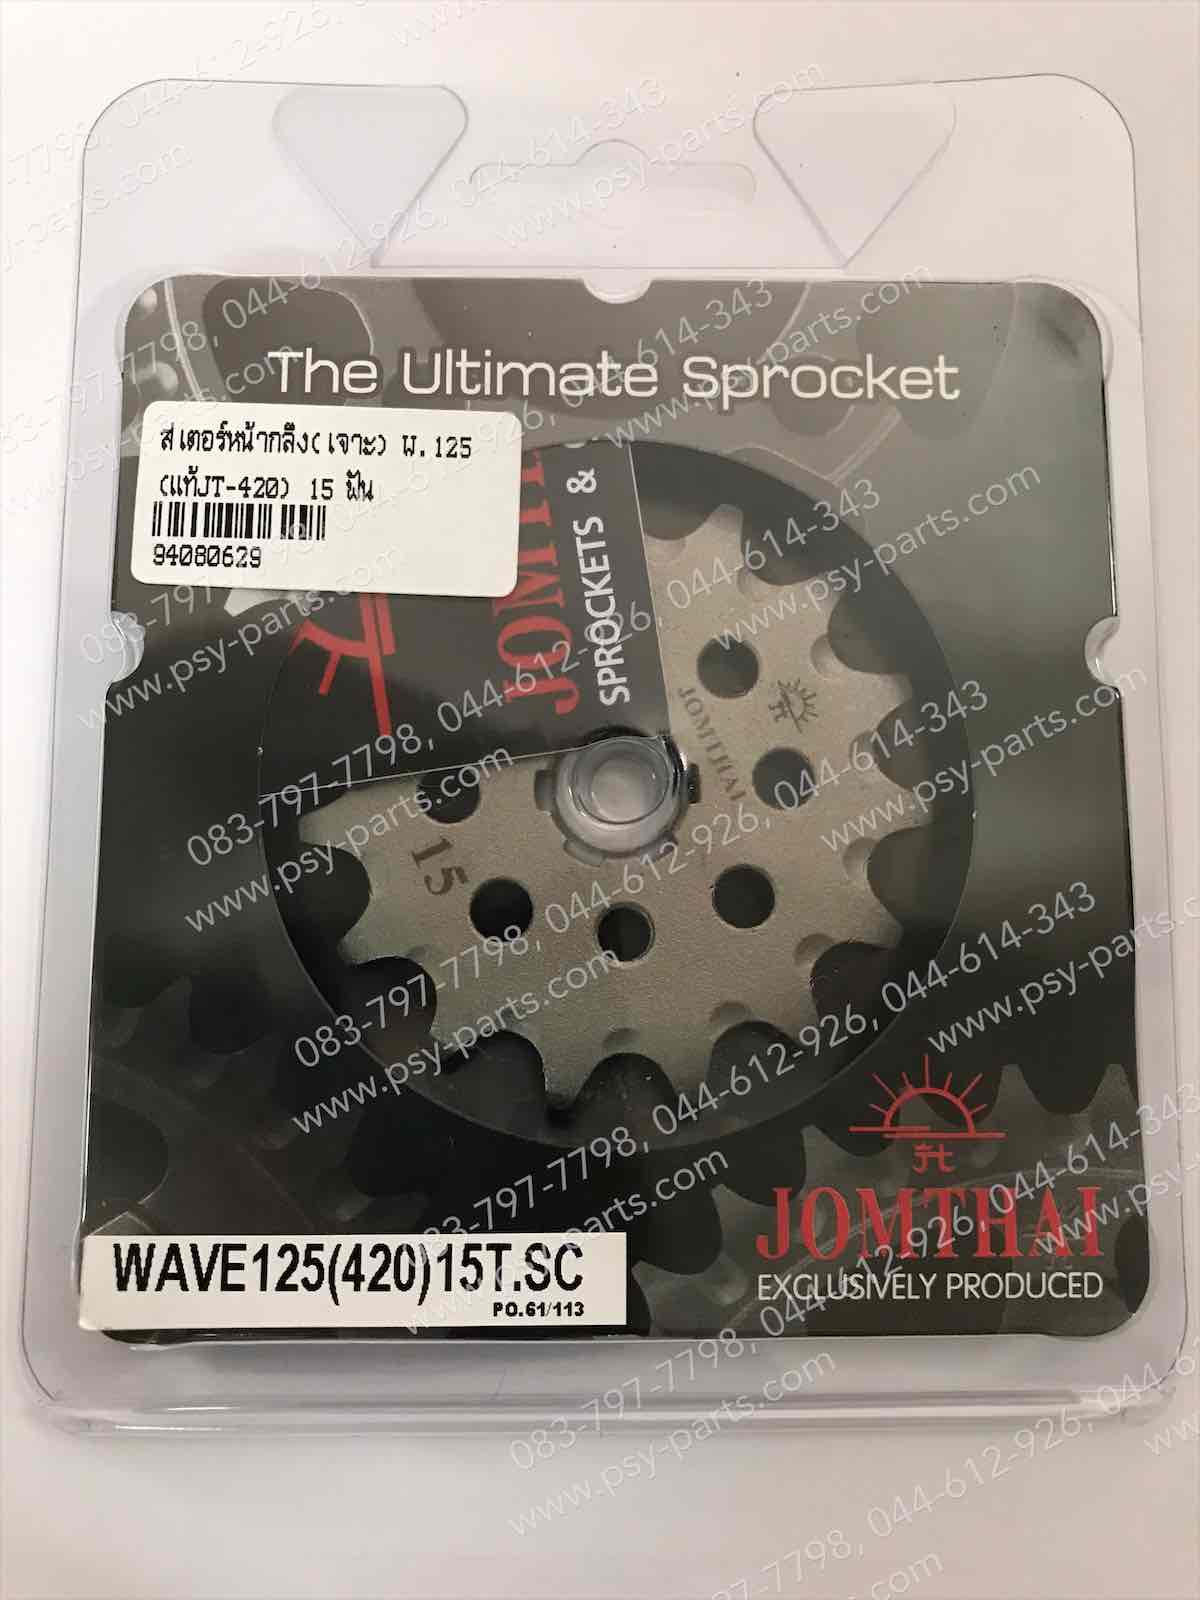 The Ultimate Sprocket
สเตอร์หน้ากลึง(เจาะ) W.125
(แท้JT-420) 15 ฟัน
94080629
JOMTH
SPROCKETS &
JOMTHAI
15
JOMTHAI
EXCLUSIVELY PRODUCED
WAVE125(420)15T.SC
PO.61/113
083-797-7798, 044-612-926, 044-614-343
www.psy-parts.com